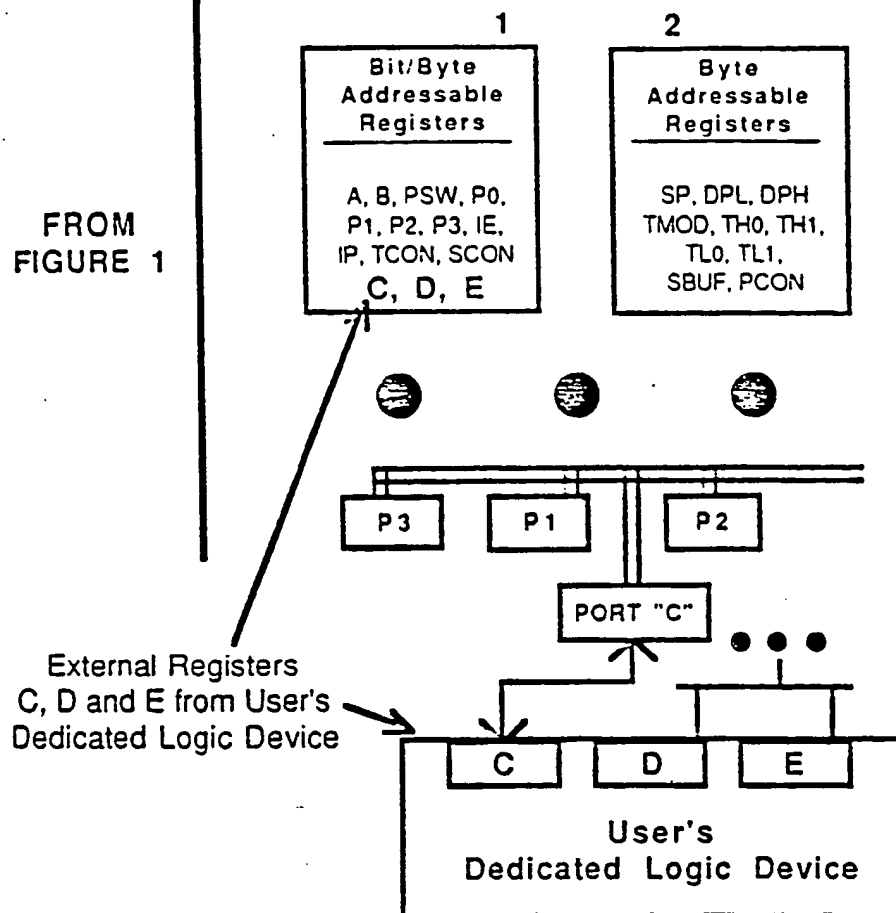 1
2
Bit/Byte
Addressable
Registers
A, B, PSW, P0,
P1, P2, P3, IE,
IP, TCON, SCON
C, D, E
Byte
Addressable
Registers
SP, DPL, DPH
TMOD, TH0, TH1,
TL0, TL1,
SBUF, PCON
FROM
FIGURE 1
P3
P1
P2
PORT "C"
External Registers
C, D and E from User's
Dedicated Logic Device
C
D
E
User's
Dedicated Logic Device